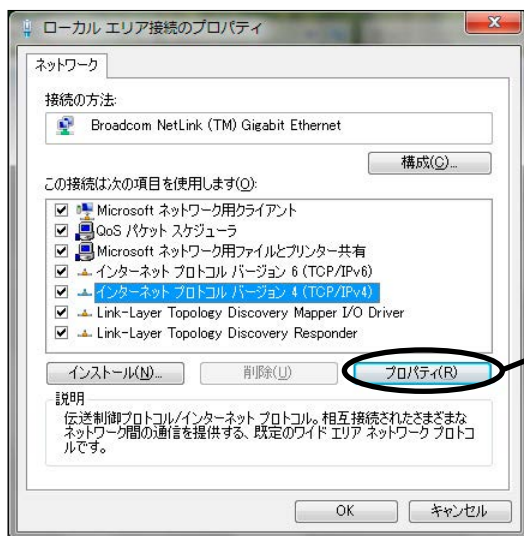 ローカル エリア接続のプロパティ
ネットワーク
接続の方法:
Broadcom NetLink (TM) Gigabit Ethernet
構成(C)...
この接続は次の項目を使用します(O):
Microsoft ネットワーク用クライアント
QoS パケット スケジューラ
Microsoft ネットワーク用ファイルとプリンター共有
インターネット プロトコル バージョン 6 (TCP/IPv6)
インターネット プロトコル バージョン 4 (TCP/IPv4)
Link-Layer Topology Discovery Mapper I/O Driver
Link-Layer Topology Discovery Responder
インストール(N)... 削除(U) プロパティ(R)
説明
伝送制御プロトコル/インターネット プロトコル。相互接続されたさまざまな
ネットワーク間の通信を提供する、既定のワイド エリア ネットワーク プロトコ
ルです。
OK キャンセル